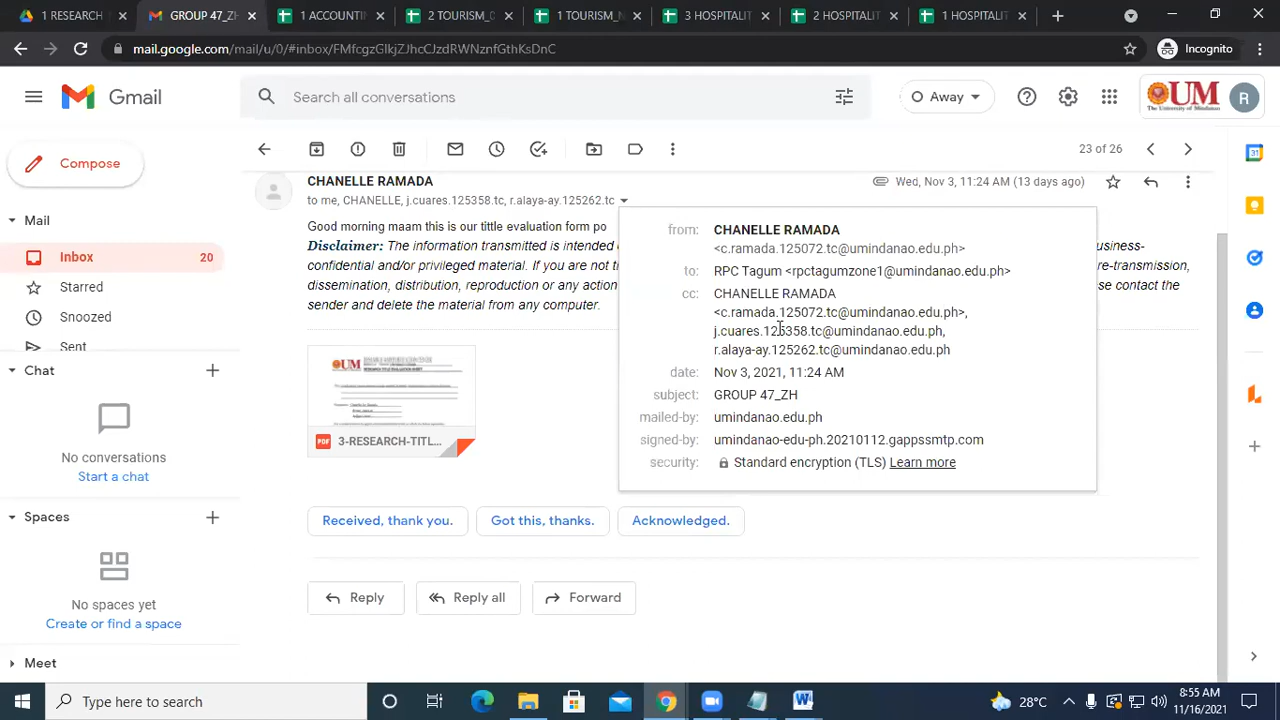 1 RESEARCH
GROUP 47_ZH
1 ACCOUNTI
2 TOURISM_
1 TOURISM_
3 HOSPITALIT
2 HOSPITALIT
1 HOSPITALIT
mail.google.com/mail/u/0/#inbox/FMfcgzGlkjZJhcCJzdRWNznfGthKsDnC
Incognito
Gmail
Search all conversations
Away
UM
The University of Mindanao
R
Compose
23 of 26
CHANELLE RAMADA
Wed, Nov 3, 11:24 AM (13 days ago)
to me, CHANELLE, j.cuares.125358.tc, r.alaya-ay.125262.tc
Mail
Inbox 20
Starred
Snoozed
Sent
Chat
No conversations
Start a chat
Spaces
No spaces yet
Create or find a space
Meet
Good morning maam this is our tittle evaluation form po
Disclaimer: The information transmitted is intended
business-
confidential and/or privileged material. If you are not t
re-transmission,
dissemination, distribution, reproduction or any action
se contact the
sender and delete the material from any computer.
from: CHANELLE RAMADA
<c.ramada.125072.tc@umindanao.edu.ph>
to: RPC Tagum <rpctagumzone1@umindanao.edu.ph>
cc: CHANELLE RAMADA
<c.ramada.125072.tc@umindanao.edu.ph>,
j.cuares.125358.tc@umindanao.edu.ph,
r.alaya-ay.125262.tc@umindanao.edu.ph
date: Nov 3, 2021, 11:24 AM
subject: GROUP 47_ZH
mailed-by: umindanao.edu.ph
signed-by: umindanao-edu-ph.20210112.gappssmtp.com
security: Standard encryption (TLS) Learn more
UM
PDF 3-RESEARCH-TITL...
Received, thank you.
Got this, thanks.
Acknowledged.
Reply
Reply all
Forward
Type here to search
28°C
8:55 AM
11/16/2021